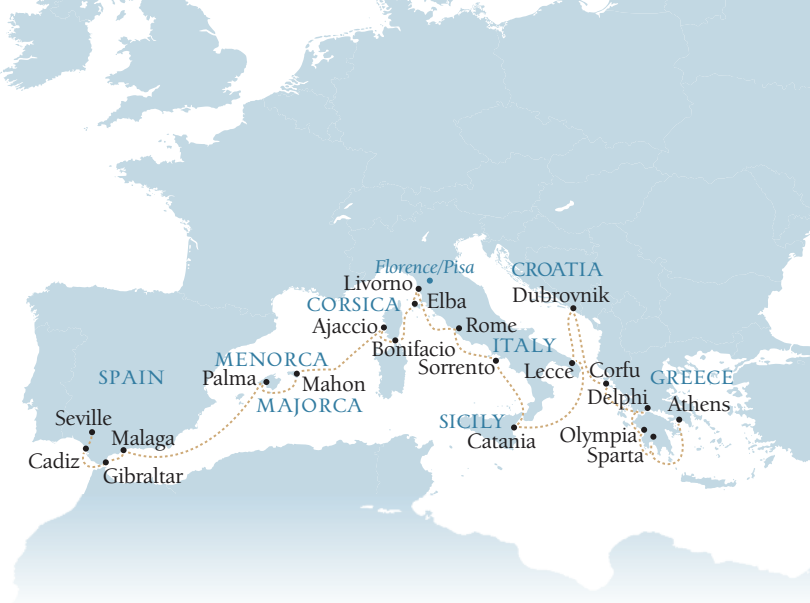 Florence/Pisa
CROATIA
Livorno
Dubrovnik
CORSICA
Elba
Ajaccio
Rome
ITALY
Bonifacio
MENORCA
Sorrento
Lecce
Corfu
SPAIN
Palma
Mahon
GREECE
MAJORCA
Delphi
Athens
Seville
SICILY
Malaga
Catania
Olympia
Cadiz
Sparta
Gibraltar